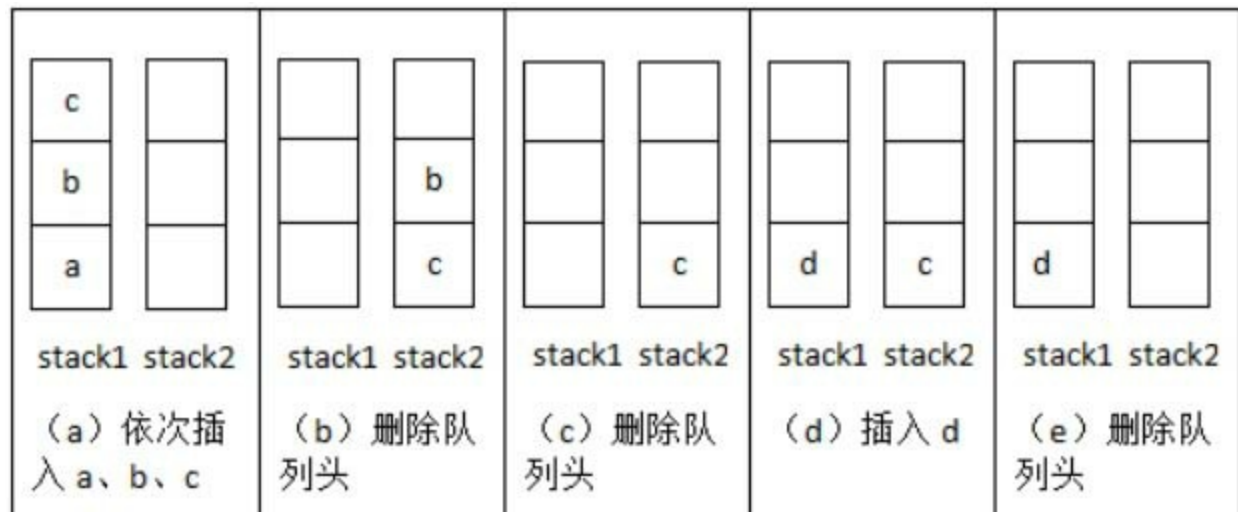 c
b
a
stack1 stack2
（a）依次插
入 a、b、c
b
c
stack1 stack2
（b）删除队
列头
c
stack1 stack2
（c）删除队
列头
d c
stack1 stack2
（d）插入 d
d
stack1 stack2
（e）删除队
列头